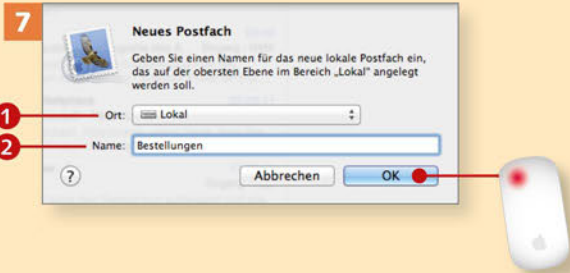 7
Neues Postfach
Geben Sie einen Namen für das neue lokale Postfach ein,
das auf der obersten Ebene im Bereich „Lokal“ angelegt
werden soll.
1
Ort: Lokal
2
Name: Bestellungen
?
Abbrechen OK